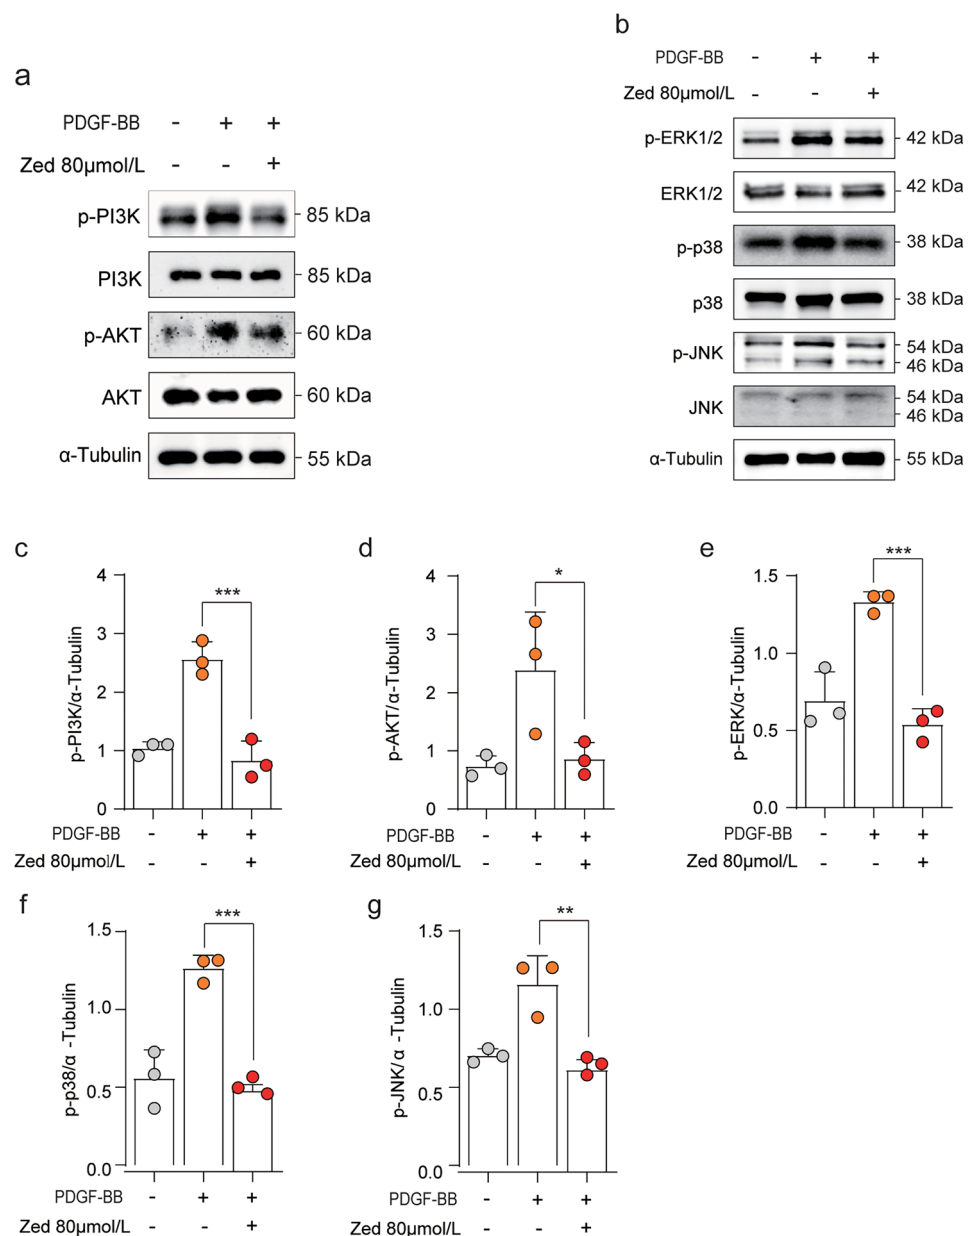 a
PDGF-BB - + +
Zed 80μmol/L - - +
p-PI3K 85 kDa
PI3K 85 kDa
p-AKT 60 kDa
AKT 60 kDa
α-Tubulin 55 kDa
b
PDGF-BB - + +
Zed 80μmol/L - - +
p-ERK1/2 42 kDa
ERK1/2 42 kDa
p-p38 38 kDa
p38 38 kDa
p-JNK 54 kDa
46 kDa
JNK 54 kDa
46 kDa
α-Tubulin 55 kDa
c
p-PI3K/α-Tubulin
4
3
2
1
0
***
PDGF-BB - + +
Zed 80μmol/L - - +
d
p-AKT/α-Tubulin
4
3
2
1
0
*
PDGF-BB - + +
Zed 80μmol/L - - +
e
p-ERK/α-Tubulin
1.5
1.0
0.5
0.0
***
PDGF-BB - + +
Zed 80μmol/L - - +
f
p-p38/α -Tubulin
1.5
1.0
0.5
0.0
***
PDGF-BB - + +
Zed 80μmol/L - - +
g
p-JNK/α -Tubulin
1.5
1.0
0.5
0.0
**
PDGF-BB - + +
Zed 80μmol/L - - +